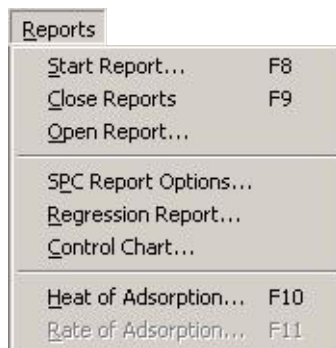 Reports
Start Report... F8
Close Reports F9
Open Report...
SPC Report Options...
Regression Report...
Control Chart...
Heat of Adsorption... F10
Rate of Adsorption... F11